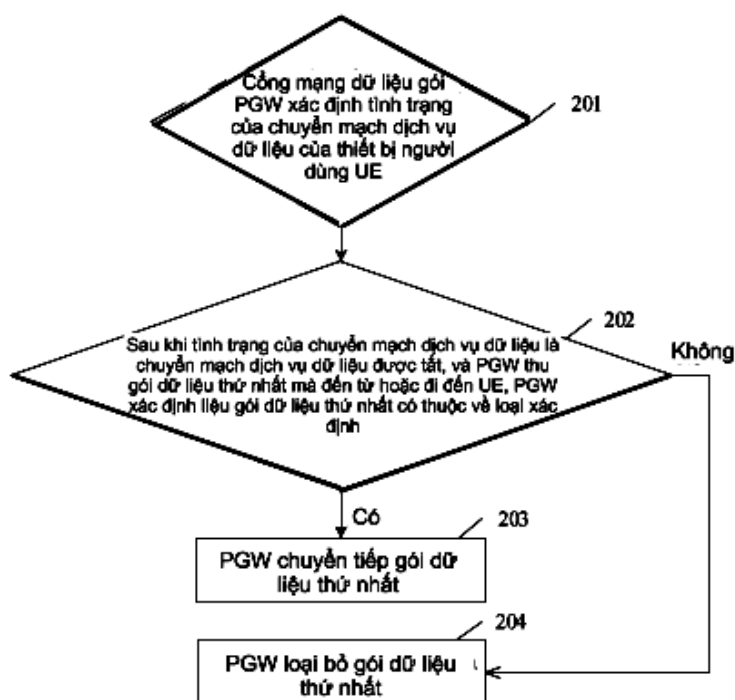 Cổng mạng dữ liệu gói
PGW xác định tình trạng
của chuyển mạch dịch vụ
dữ liệu của thiết bị người
dùng UE
201
202
Sau khi tình trạng của chuyển mạch dịch vụ dữ liệu là
chuyển mạch dịch vụ dữ liệu được tắt, và PGW thu
gói dữ liệu thứ nhất mà đến từ hoặc đi đến UE, PGW
xác định liệu gói dữ liệu thứ nhất có thuộc về loại xác
định
Không
Có
203
PGW chuyển tiếp gói dữ
liệu thứ nhất
204
PGW loại bỏ gói dữ liệu
thứ nhất